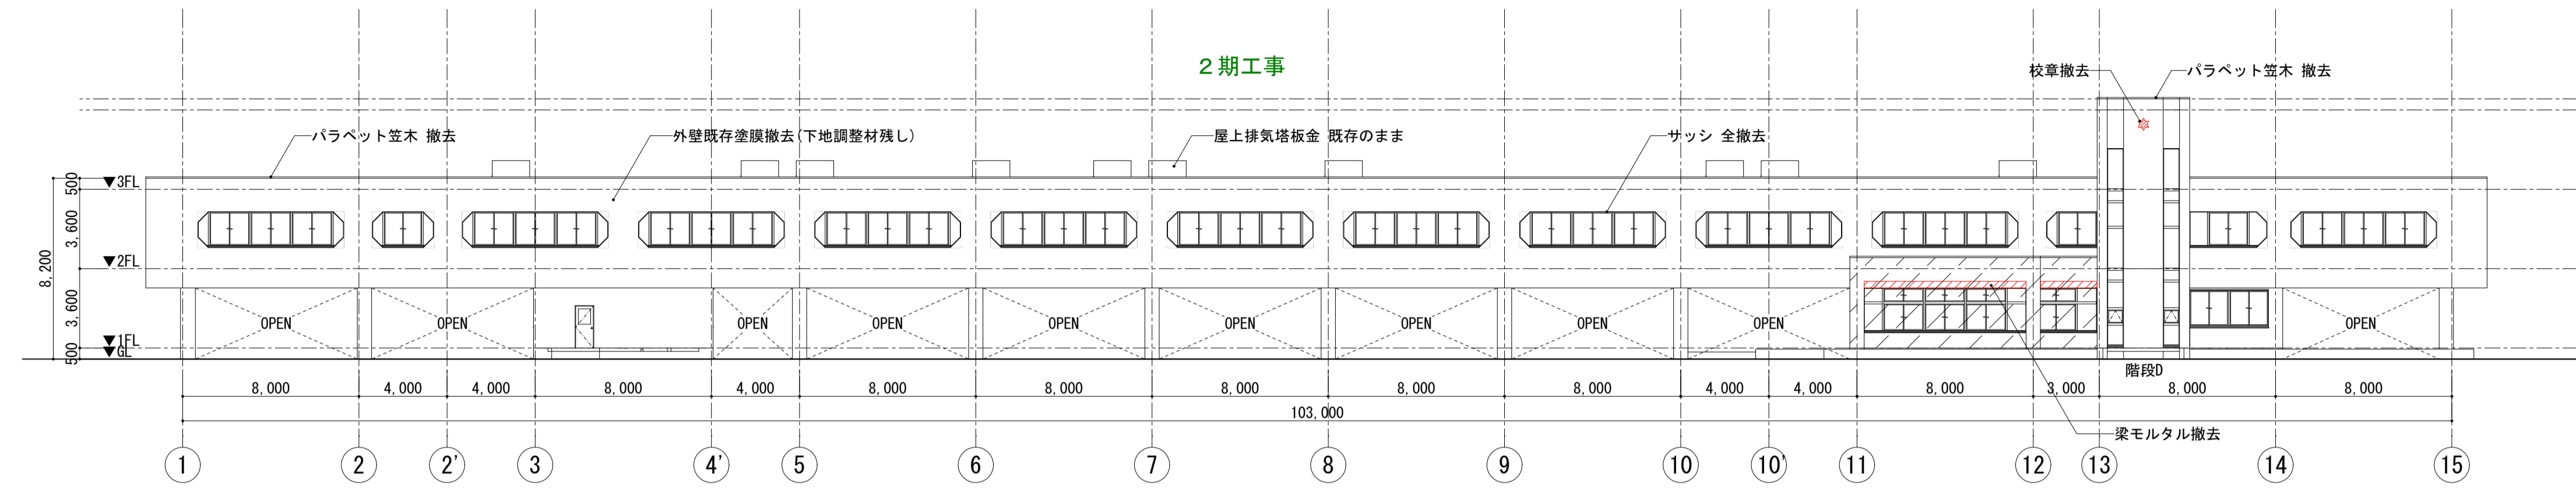 ２期工事
校章撤去
パラペット笠木 撤去
パラペット笠木 撤去
外壁既存塗膜撤去(下地調整材残し)
屋上排気塔板金 既存のまま
サッシ 全撤去
500
▼3FL
3,600
8,200
▼2FL
3,600
OPEN
OPEN
OPEN
OPEN
OPEN
OPEN
OPEN
OPEN
OPEN
OPEN
▼1FL
▼GL
500
階段D
8,000
4,000
4,000
8,000
4,000
8,000
8,000
8,000
8,000
8,000
4,000
4,000
8,000
3,000
8,000
8,000
103,000
梁モルタル撤去
1
2
2'
3
4'
5
6
7
8
9
10
10'
11
12
13
14
15